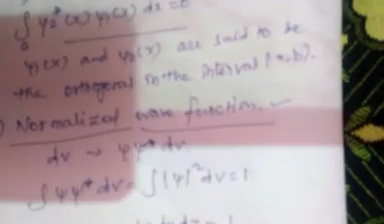 ∫ ψ₂*(x) ψ₁(x) dx = 0
ψ₁(x) and ψ₂(x) are said to be
the orthogonal in the interval (a,b).
) Normalized wave function.
dv → ψψ* dv
∫ ψψ* dv = ∫ |ψ|² dv = 1